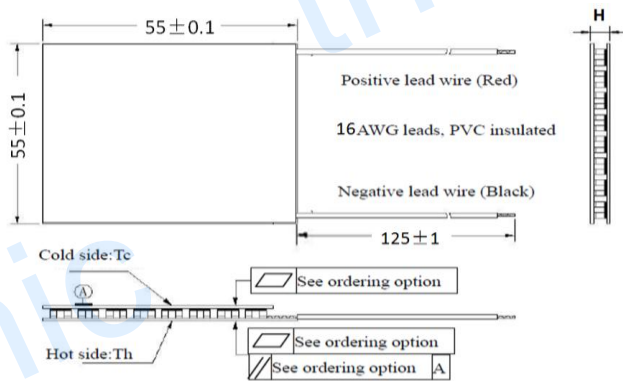 55±0.1
H
Positive lead wire (Red)
55±0.1
16AWG leads, PVC insulated
Negative lead wire (Black)
125±1
Cold side:Tc
A
See ordering option
Hot side:Th
See ordering option
See ordering option A